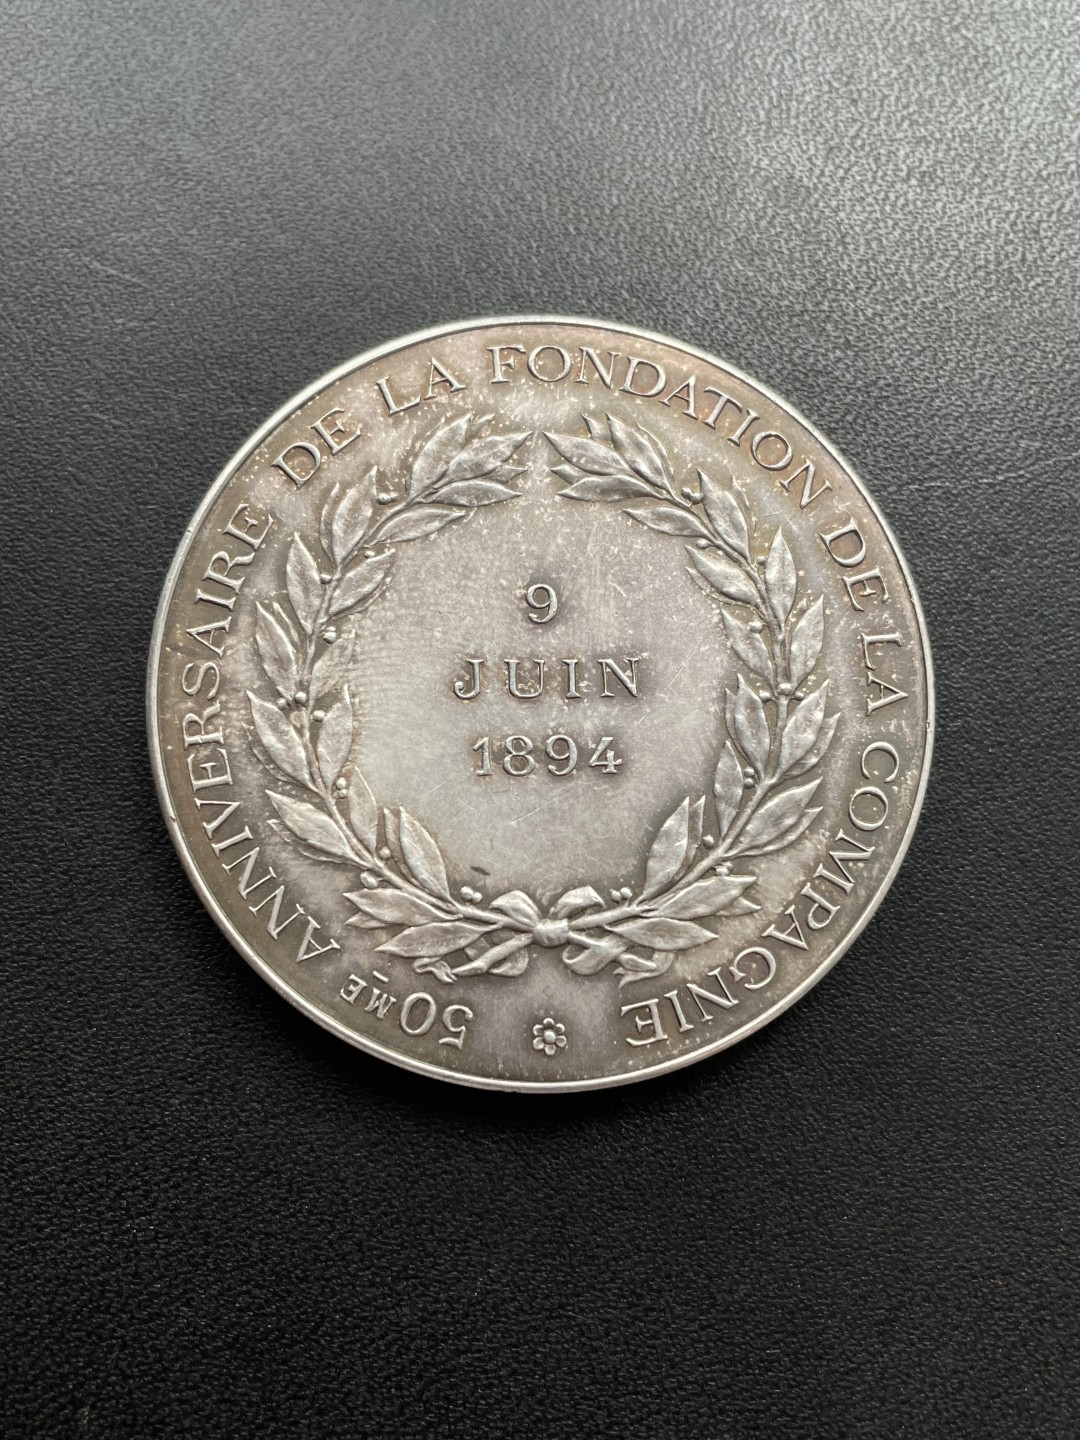 50ME ANNIVERSAIRE DE LA FONDATION DE LA COMPAGNIE
9
JUIN
1894